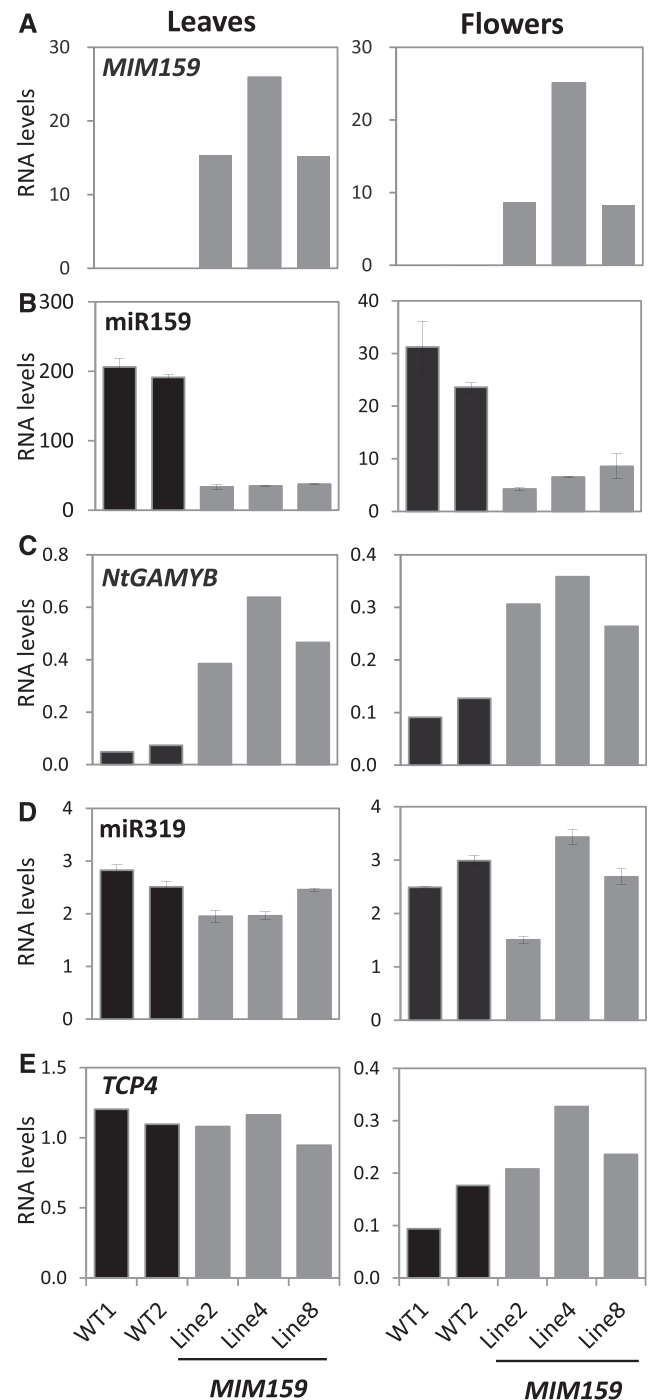 A Leaves Flowers
MIM159
RNA levels
30 20 10 0
30 20 10 0
B
miR159
RNA levels
300 200 100 0
40 30 20 10 0
C
NtGAMYB
RNA levels
0.8 0.6 0.4 0.2 0.0
0.4 0.3 0.2 0.1 0.0
D
miR319
RNA levels
4 3 2 1 0
4 3 2 1 0
E
TCP4
RNA levels
1.5 1.0 0.5 0.0
0.4 0.3 0.2 0.1 0.0
WT1 WT2 Line2 Line4 Line8
WT1 WT2 Line2 Line4 Line8
MIM159 MIM159